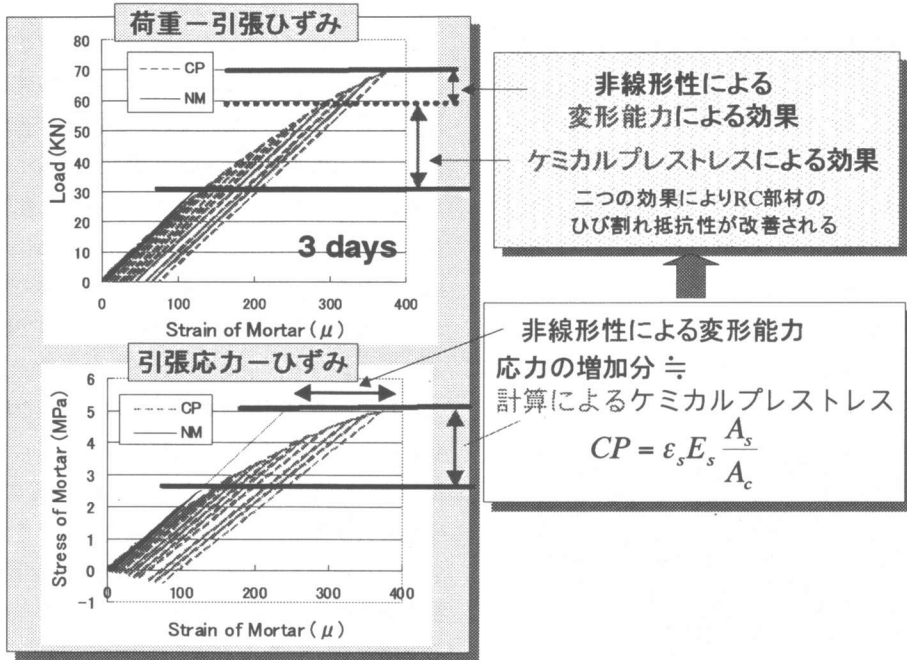 荷重－引張ひずみ
80
70
60
50
40
30
20
10
0
Load (KN)
CP
NM
3 days
0 100 200 300 400
Strain of Mortar ( μ )
引張応力－ひずみ
6
5
4
3
2
1
0
-1
Stress of Mortar (MPa)
CP
NM
0 100 200 300 400
Strain of Mortar ( μ )
非線形性による
変形能力による効果
ケミカルプレストレスによる効果
二つの効果によりRC部材の
ひび割れ抵抗性が改善される
非線形性による変形能力
応力の増加分 ≒
計算によるケミカルプレストレス
CP = ε_s E_s A_s / A_c